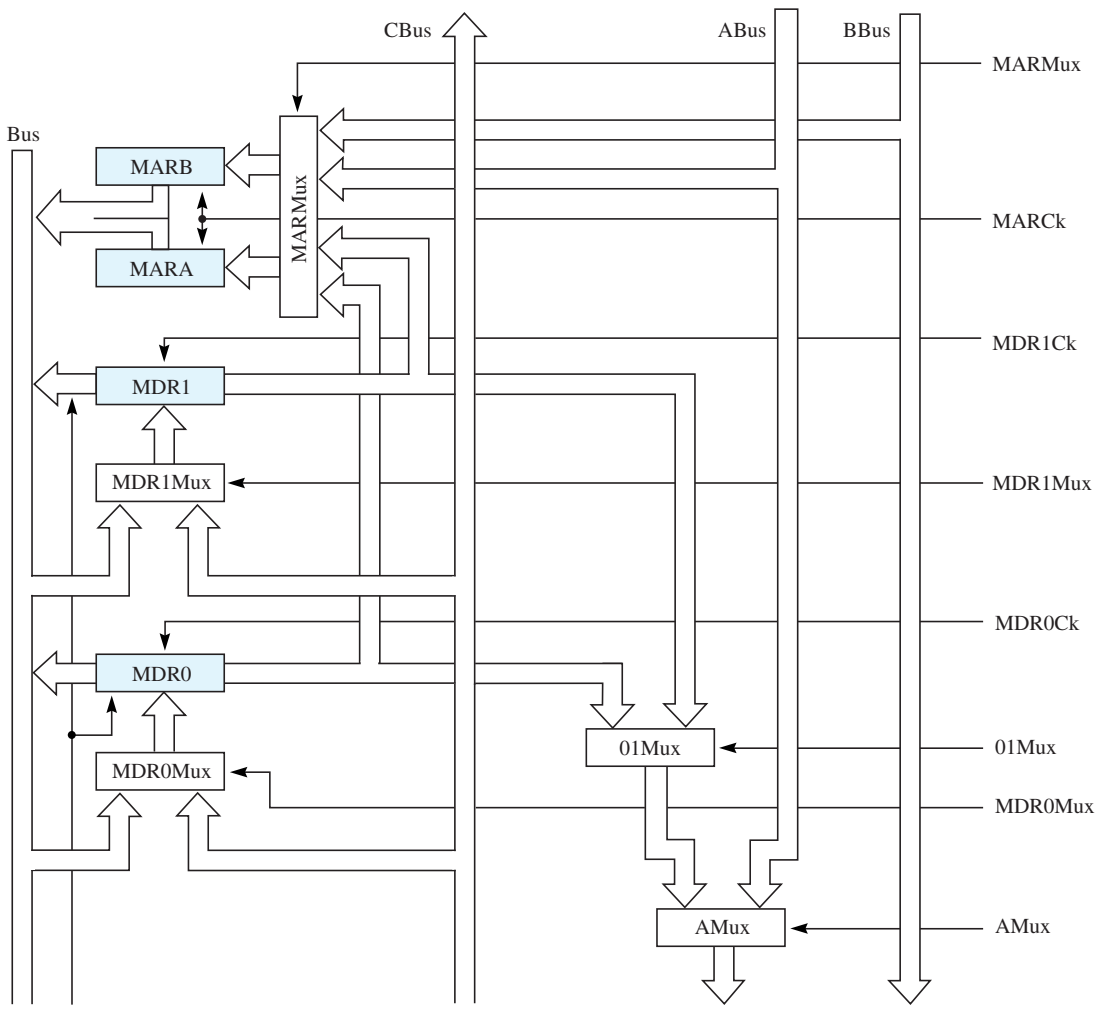 CBus
ABus
BBus
MARMux
Bus
MARB
MARMux
MARCk
MARA
MDR1Ck
MDR1
MDR1Mux
MDR1Mux
MDR0Ck
MDR0
01Mux
01Mux
MDR0Mux
MDR0Mux
AMux
AMux